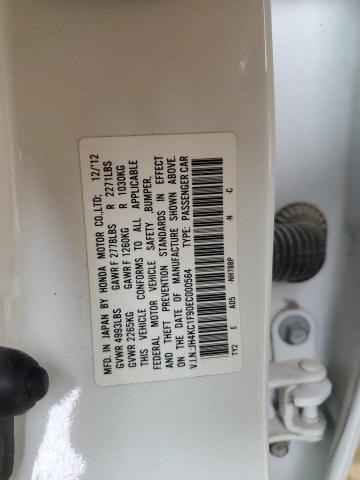 MFD. IN JAPAN BY HONDA MOTOR CO.,LTD; 12/'12
GVWR 4993LBS GAWR F 2778LBS R 2271LBS
GVWR 2265KG GAWR F 1260KG R 1030KG
THIS VEHICLE CONFORMS TO ALL APPLICABLE
FEDERAL MOTOR VEHICLE SAFETY ,BUMPER,
AND THEFT PREVENTION STANDARDS IN EFFECT
ON THE DATE OF MANUFACTURE SHOWN ABOVE.
V.I.N.:JH4KC1F90EC000564 TYPE: PASSENGER CAR
TY2 E AD5 -NH788P -N -C